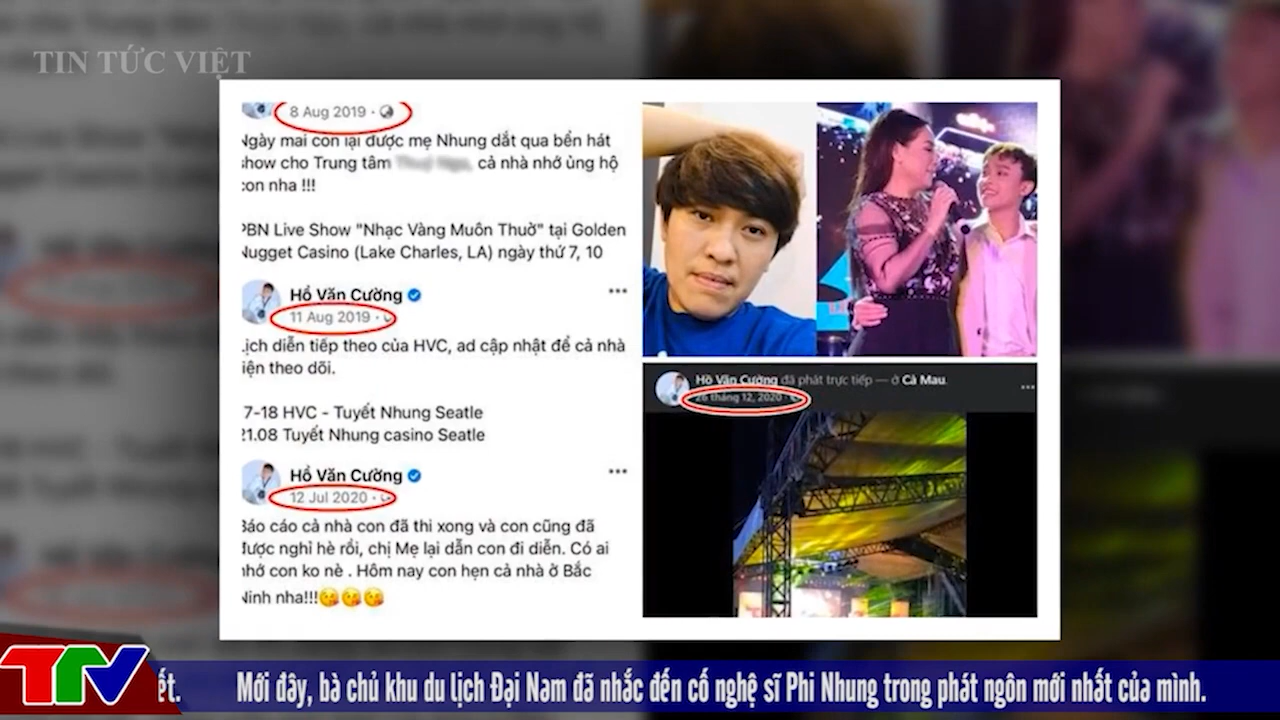 TIN TỨC VIỆT
8 Aug 2019 ·
Ngày mai con lại được mẹ Nhung dắt qua bển hát
show cho Trung tâm , cả nhà nhớ ủng hộ
con nha !!!
PBN Live Show "Nhạc Vàng Muôn Thuở" tại Golden
Nugget Casino (Lake Charles, LA) ngày thứ 7, 10
Hồ Văn Cường
11 Aug 2019 ·
Lịch diễn tiếp theo của HVC, ad cập nhật để cả nhà
tiện theo dõi.
17-18 HVC - Tuyết Nhung Seatle
21.08 Tuyết Nhung casino Seatle
Hồ Văn Cường
12 Jul 2020 ·
Báo cáo cả nhà con đã thi xong và con cũng đã
được nghỉ hè rồi, chị Mẹ lại dẫn con đi diễn. Có ai
nhớ con ko nè . Hôm nay con hẹn cả nhà ở Bắc
Ninh nha!!!😘😘😘
Hồ Văn Cường đã phát trực tiếp — ở Cà Mau.
26 tháng 12, 2020 ·
TTV
ết. Mới đây, bà chủ khu du lịch Đại Nam đã nhắc đến cố nghệ sĩ Phi Nhung trong phát ngôn mới nhất của mình.